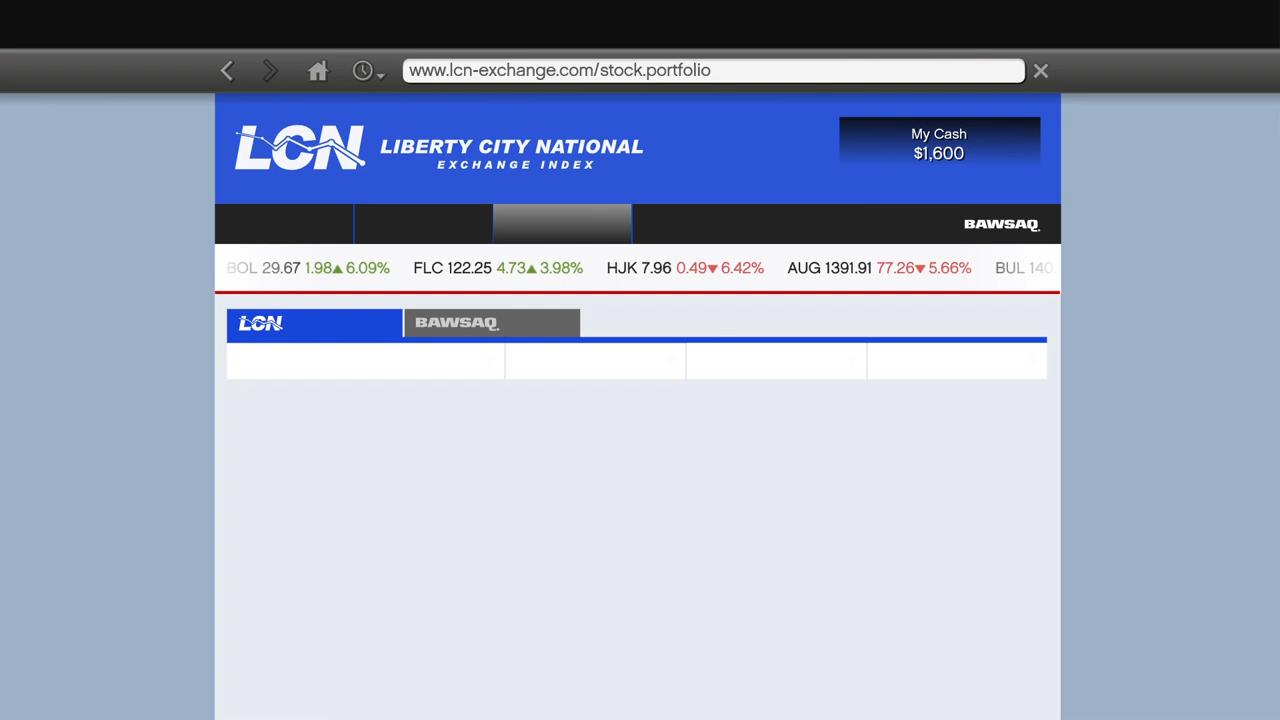 www.lcn-exchange.com/stock.portfolio
LCN LIBERTY CITY NATIONAL
EXCHANGE INDEX
My Cash
$1,600
BAWSAQ
BOL 29.67 1.98▲6.09% FLC 122.25 4.73▲3.98% HJK 7.96 0.49▼6.42% AUG 1391.91 77.26▼5.66% BUL 140.
LCN BAWSAQ